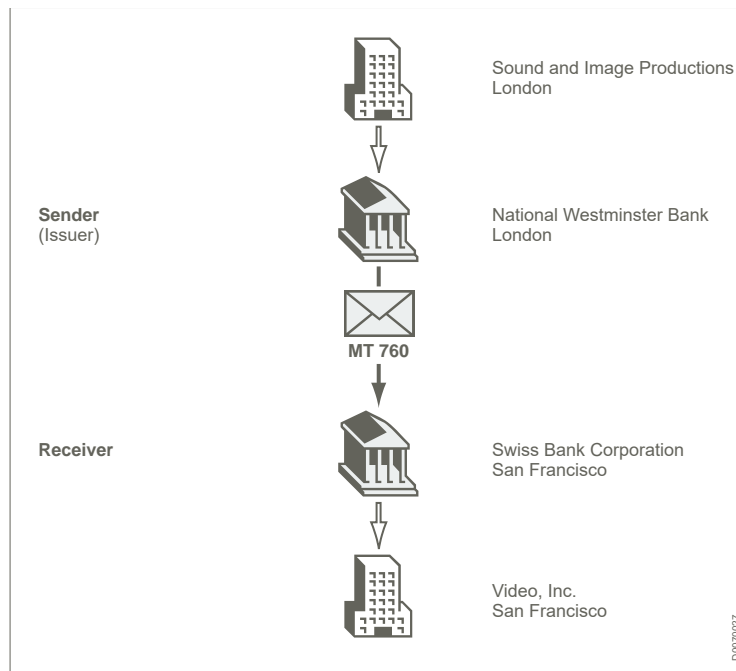 Sound and Image Productions
London
Sender
(Issuer)
National Westminster Bank
London
MT 760
Receiver
Swiss Bank Corporation
San Francisco
Video, Inc.
San Francisco